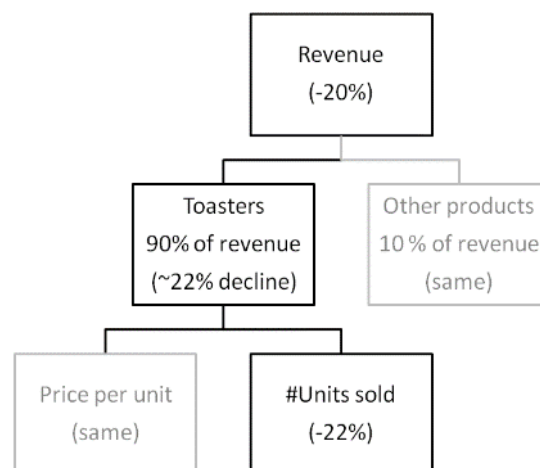 Revenue
(-20%)
Toasters
90% of revenue
(~22% decline)
Other products
10 % of revenue
(same)
Price per unit
(same)
#Units sold
(-22%)